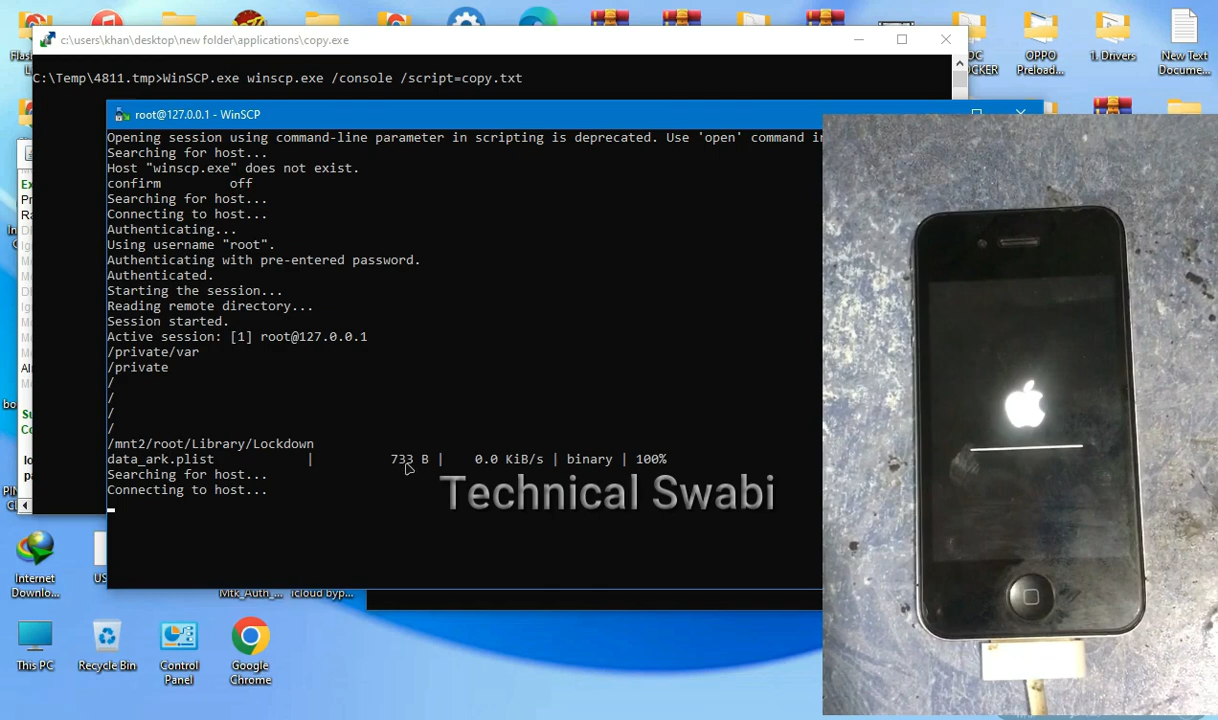 c:\users\khan\desktop\new folder\applications\copy.exe
C:\Temp\4811.tmp>WinSCP.exe winscp.exe /console /script=copy.txt
OPPO
Preload...
1. Drivers
New Text
Docume...
root@127.0.0.1 - WinSCP
Opening session using command-line parameter in scripting is deprecated. Use 'open' command
Searching for host...
Host "winscp.exe" does not exist.
confirm off
Searching for host...
Connecting to host...
Authenticating...
Using username "root".
Authenticating with pre-entered password.
Authenticated.
Starting the session...
Reading remote directory...
Session started.
Active session: [1] root@127.0.0.1
/private/var
/private
/
/
/
/
/mnt2/root/Library/Lockdown
data_ark.plist | 733 B | 0.0 KiB/s | binary | 100%
Searching for host...
Connecting to host...
Technical Swabi
Internet
Downlo...
Mtk_Auth_...
icloud byp...
This PC
Recycle Bin
Control
Panel
Google
Chrome